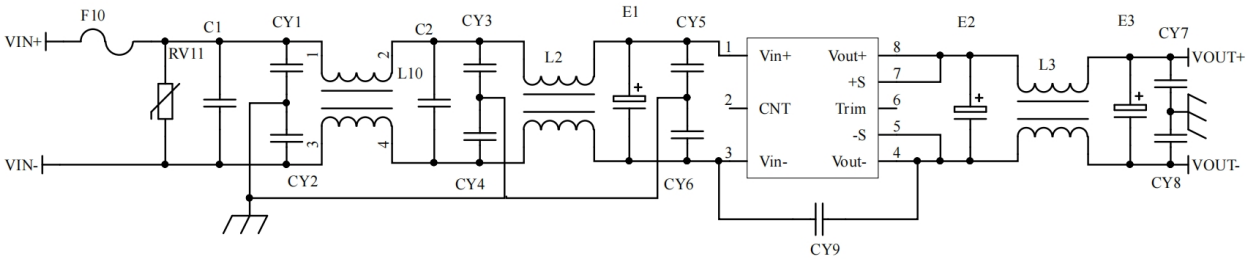 F10
VIN+
RV11
C1
CY1
1
2
L10
C2
CY3
L2
E1
CY5
1
Vin+
Vout+
8
+S
7
2
CNT
Trim
6
-S
5
3
Vin-
Vout-
4
E2
L3
E3
CY7
VOUT+
VIN-
3
4
CY2
CY4
CY6
CY9
CY8
VOUT-